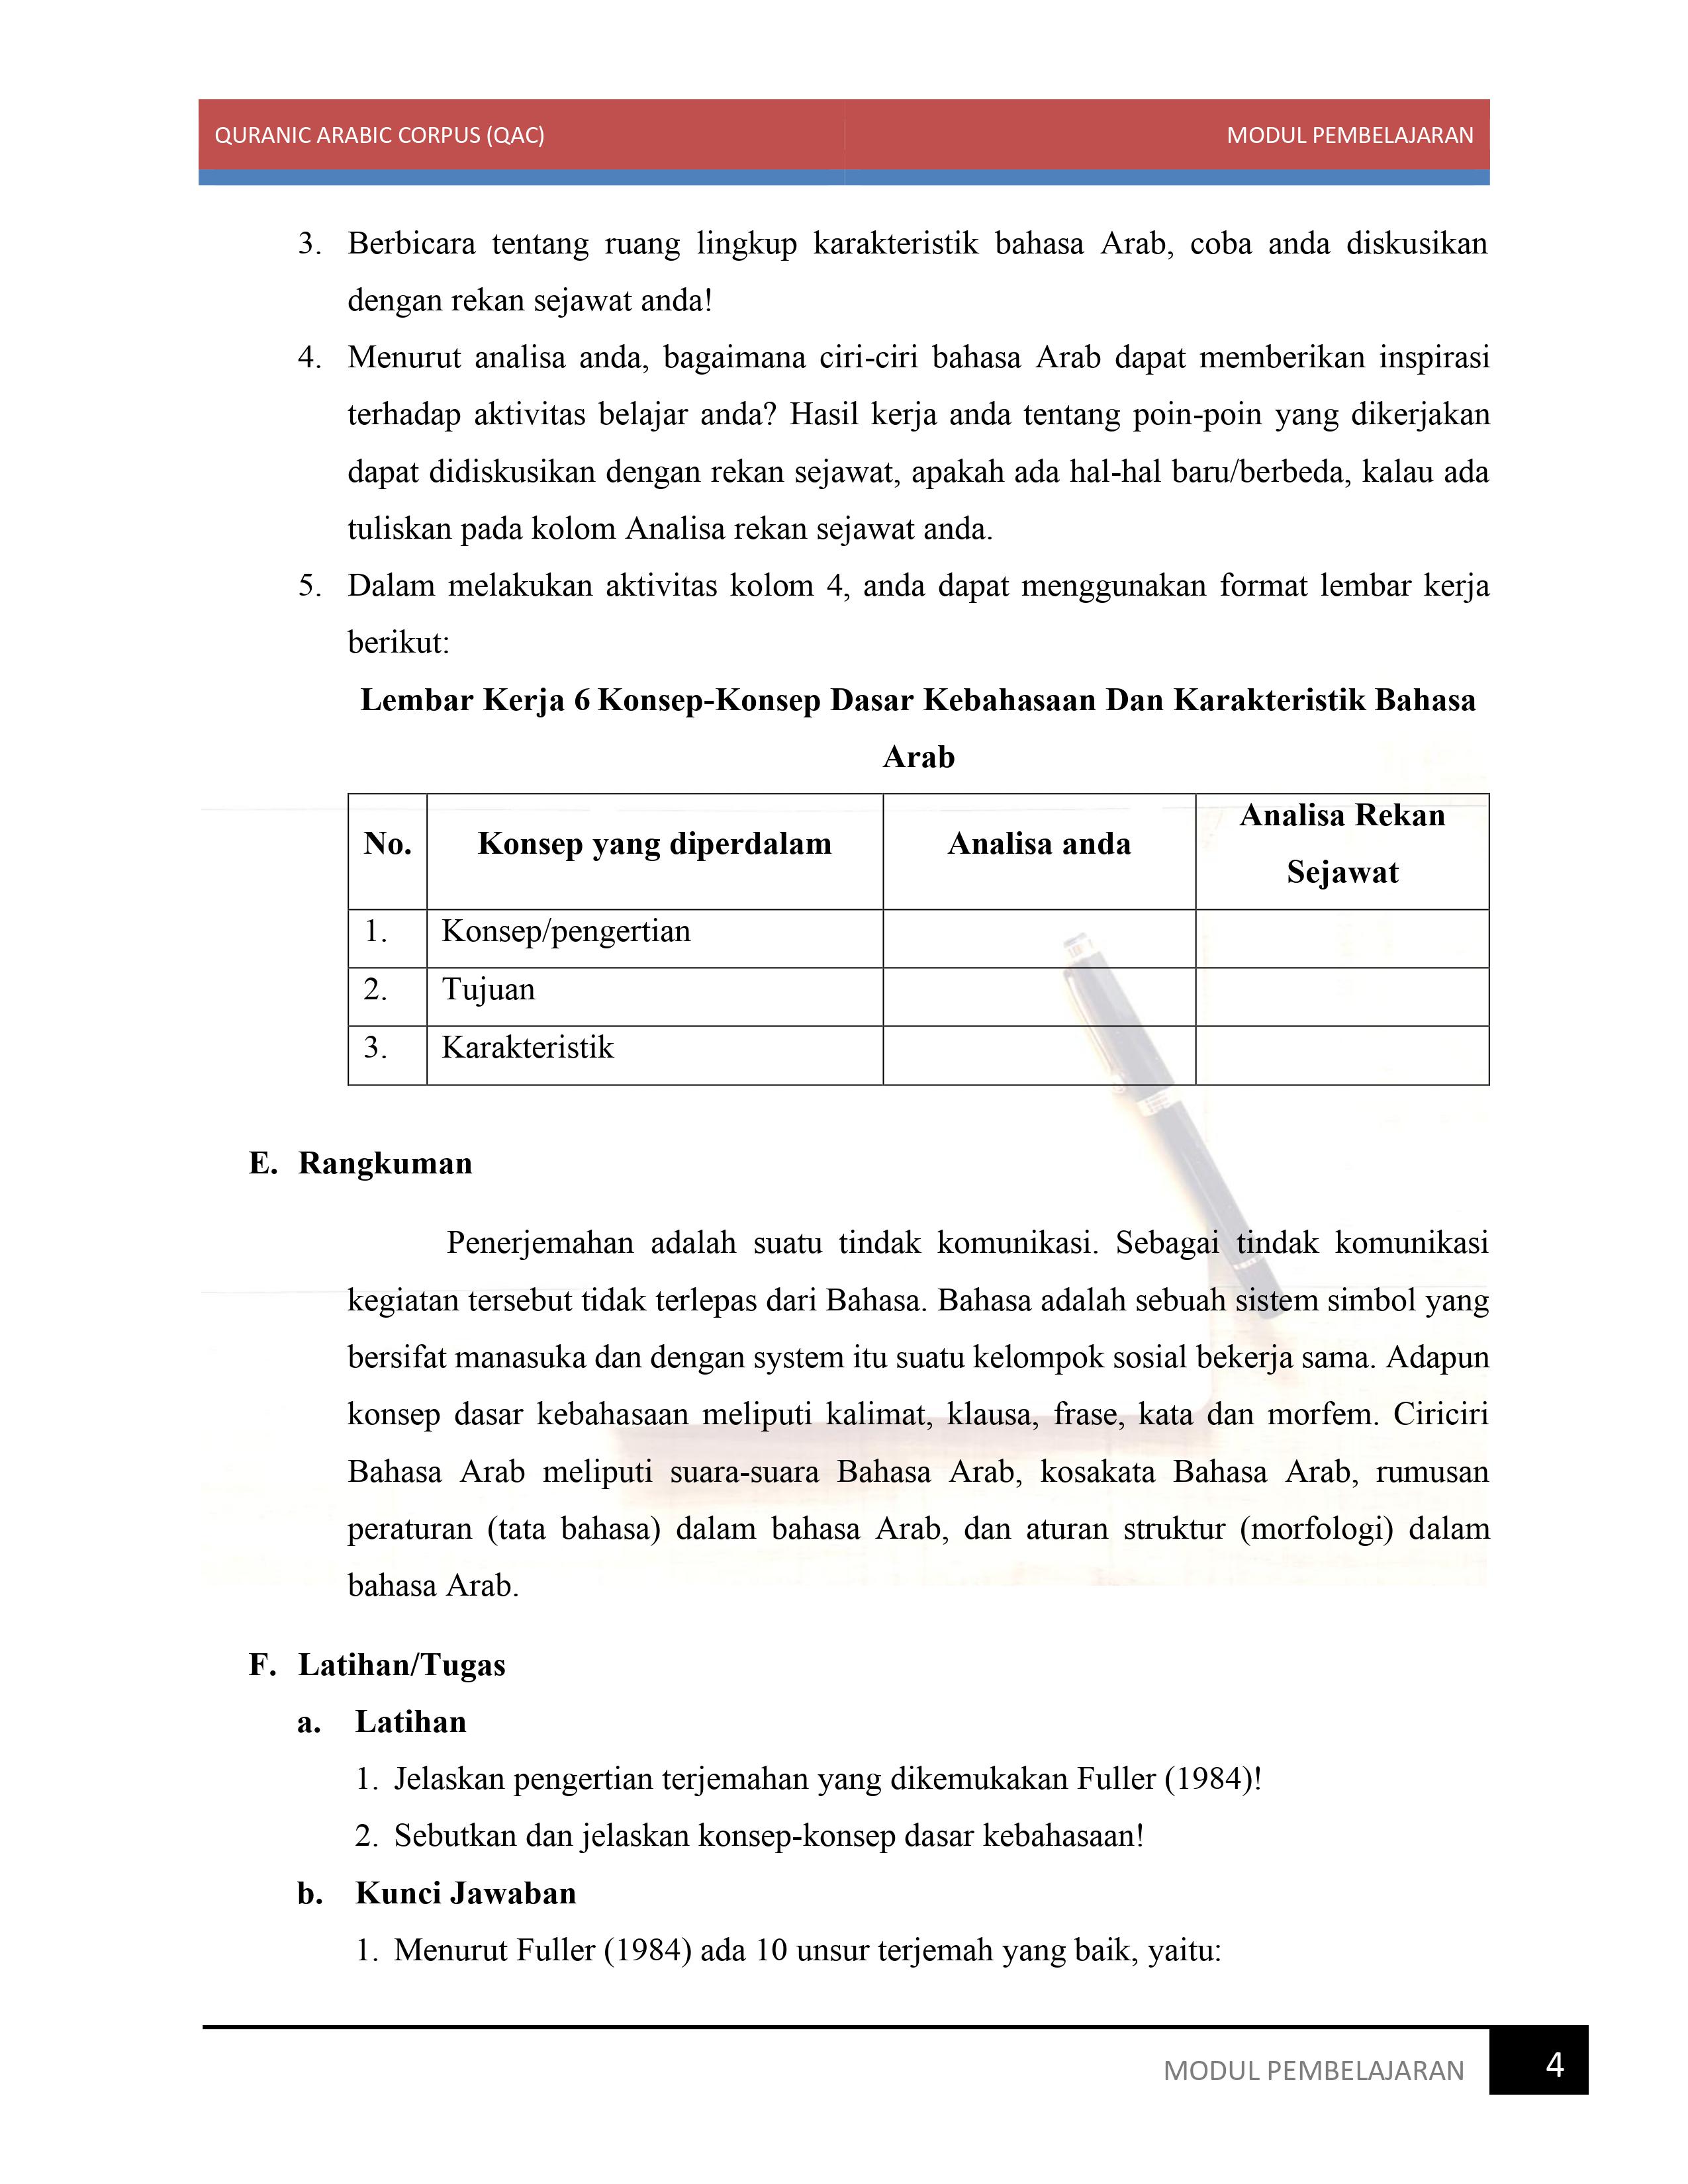 QURANIC ARABIC CORPUS (QAC) MODUL PEMBELAJARAN
3. Berbicara tentang ruang lingkup karakteristik bahasa Arab, coba anda diskusikan
dengan rekan sejawat anda!
4. Menurut analisa anda, bagaimana ciri-ciri bahasa Arab dapat memberikan inspirasi
terhadap aktivitas belajar anda? Hasil kerja anda tentang poin-poin yang dikerjakan
dapat didiskusikan dengan rekan sejawat, apakah ada hal-hal baru/berbeda, kalau ada
tuliskan pada kolom Analisa rekan sejawat anda.
5. Dalam melakukan aktivitas kolom 4, anda dapat menggunakan format lembar kerja
berikut:
Lembar Kerja 6 Konsep-Konsep Dasar Kebahasaan Dan Karakteristik Bahasa
Arab
No. Konsep yang diperdalam Analisa anda Analisa Rekan
Sejawat
1. Konsep/pengertian
2. Tujuan
3. Karakteristik
E. Rangkuman
Penerjemahan adalah suatu tindak komunikasi. Sebagai tindak komunikasi
kegiatan tersebut tidak terlepas dari Bahasa. Bahasa adalah sebuah sistem simbol yang
bersifat manasuka dan dengan system itu suatu kelompok sosial bekerja sama. Adapun
konsep dasar kebahasaan meliputi kalimat, klausa, frase, kata dan morfem. Ciriciri
Bahasa Arab meliputi suara-suara Bahasa Arab, kosakata Bahasa Arab, rumusan
peraturan (tata bahasa) dalam bahasa Arab, dan aturan struktur (morfologi) dalam
bahasa Arab.
F. Latihan/Tugas
a. Latihan
1. Jelaskan pengertian terjemahan yang dikemukakan Fuller (1984)!
2. Sebutkan dan jelaskan konsep-konsep dasar kebahasaan!
b. Kunci Jawaban
1. Menurut Fuller (1984) ada 10 unsur terjemah yang baik, yaitu:
MODUL PEMBELAJARAN 4